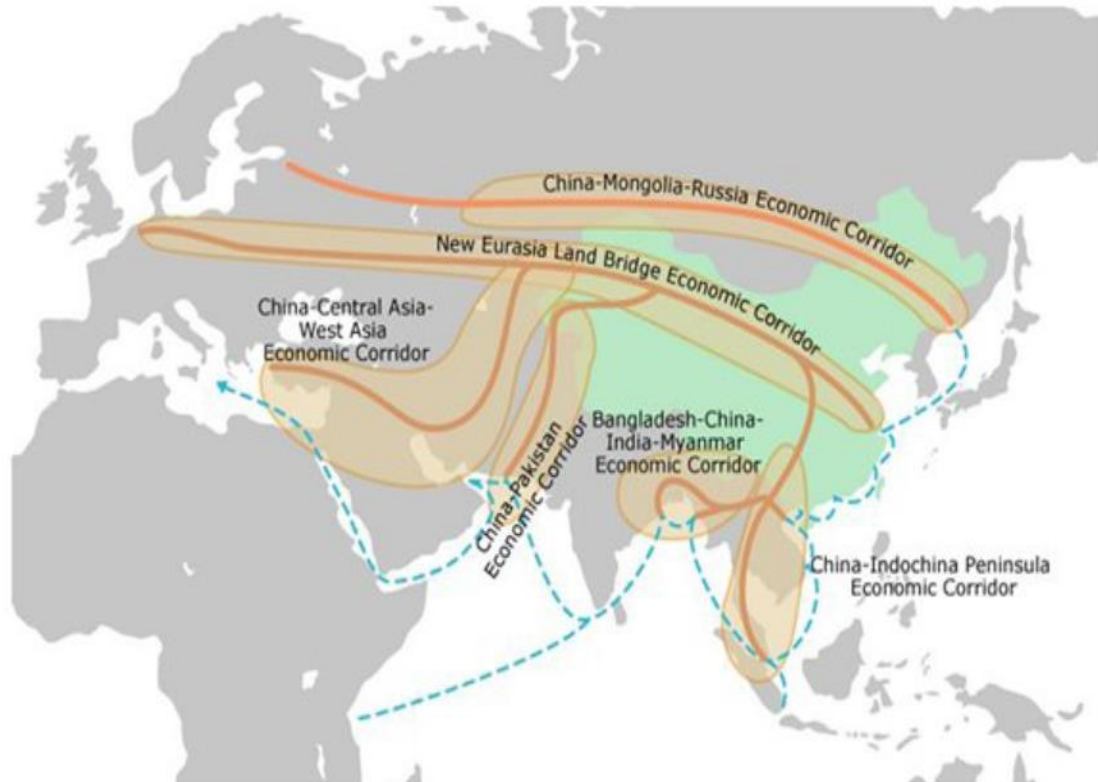 China-Mongolia-Russia Economic Corridor
New Eurasia Land Bridge Economic Corridor
China-Central Asia-
West Asia
Economic Corridor
China-Pakistan
Economic Corridor
Bangladesh-China-
India-Myanmar
Economic Corridor
China-Indochina Peninsula
Economic Corridor